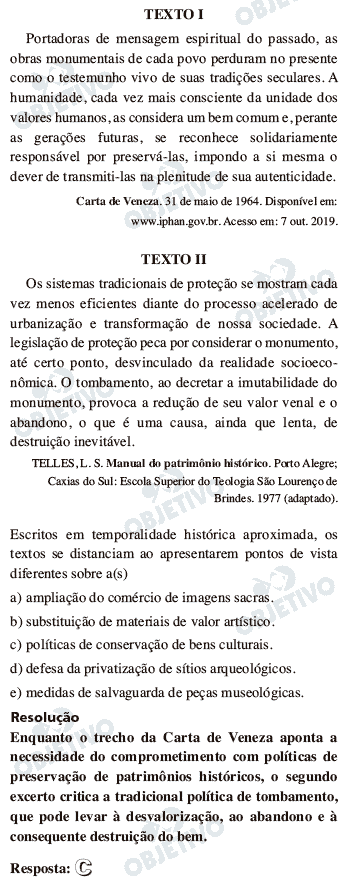 TEXTO I
Portadoras de mensagem espiritual do passado, as
obras monumentais de cada povo perduram no presente
como o testemunho vivo de suas tradições seculares. A
humanidade, cada vez mais consciente da unidade dos
valores humanos, as considera um bem comum e, perante
as gerações futuras, se reconhece solidariamente
responsável por preservá-las, impondo a si mesma o
dever de transmiti-las na plenitude de sua autenticidade.
Carta de Veneza. 31 de maio de 1964. Disponível em:
www.iphan.gov.br. Acesso em: 7 out. 2019.
TEXTO II
Os sistemas tradicionais de proteção se mostram cada
vez menos eficientes diante do processo acelerado de
urbanização e transformação de nossa sociedade. A
legislação de proteção peca por considerar o monumento,
até certo ponto, desvinculado da realidade socioeco-
nômica. O tombamento, ao decretar a imutabilidade do
monumento, provoca a redução de seu valor venal e o
abandono, o que é uma causa, ainda que lenta, de
destruição inevitável.
TELLES, L. S. Manual do patrimônio histórico. Porto Alegre;
Caxias do Sul: Escola Superior do Teologia São Lourenço de
Brindes. 1977 (adaptado).
Escritos em temporalidade histórica aproximada, os
textos se distanciam ao apresentarem pontos de vista
diferentes sobre a(s)
a) ampliação do comércio de imagens sacras.
b) substituição de materiais de valor artístico.
c) políticas de conservação de bens culturais.
d) defesa da privatização de sítios arqueológicos.
e) medidas de salvaguarda de peças museológicas.
Resolução
Enquanto o trecho da Carta de Veneza aponta a
necessidade do comprometimento com políticas de
preservação de patrimônios históricos, o segundo
excerto critica a tradicional política de tombamento,
que pode levar à desvalorização, ao abandono e à
consequente destruição do bem.
Resposta: C